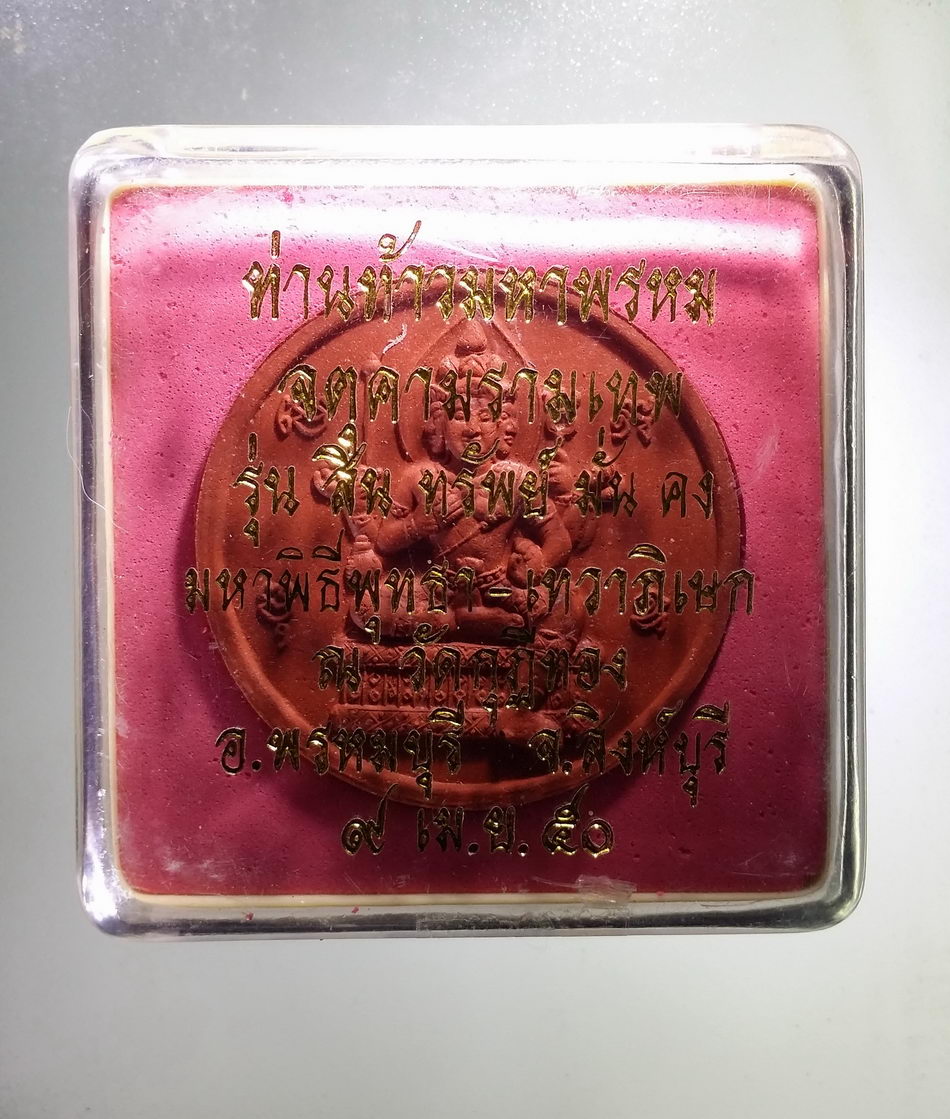 ท่านท้าวมหาพรหม
จตุคามรามเทพ
รุ่น สิน ทรัพย์ มั่น คง
มหาพิธีพุทธา-เทวาภิเษก
ณ วัดกุฎีทอง
อ.พรหมบุรี จ.สิงห์บุรี
๙ เม.ย.๕๐